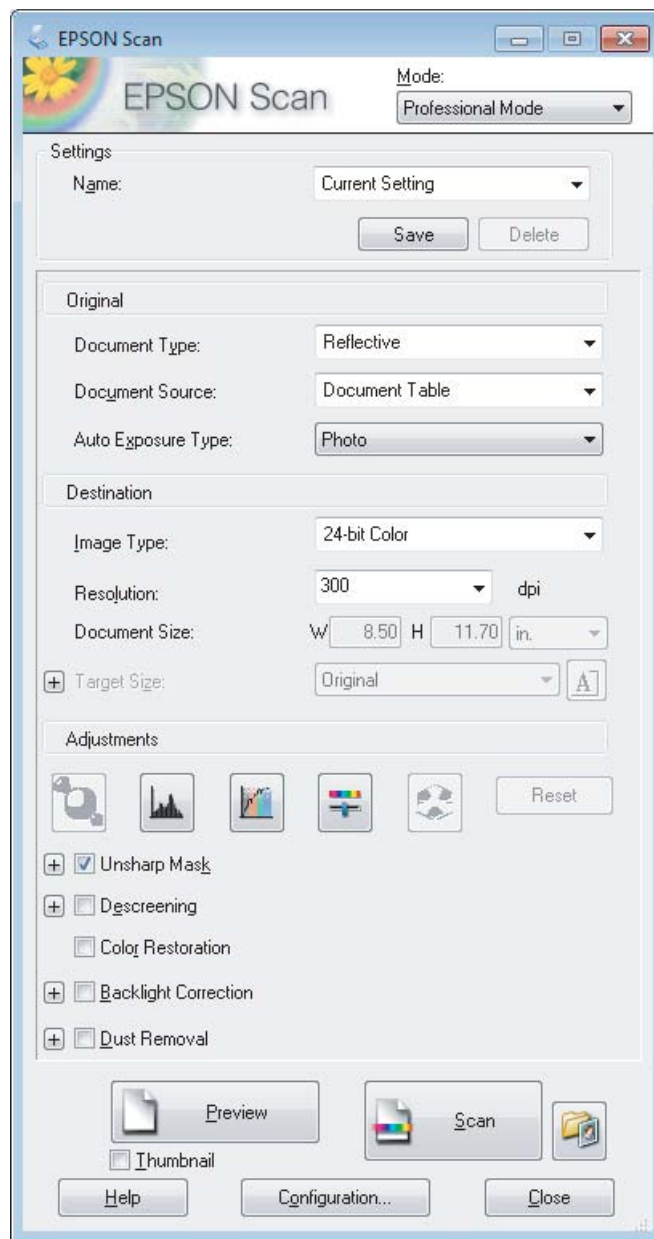 EPSON Scan
EPSON Scan
Mode:
Professional Mode
Settings
Name:
Current Setting
Save
Delete
Original
Document Type:
Reflective
Document Source:
Document Table
Auto Exposure Type:
Photo
Destination
Image Type:
24-bit Color
Resolution:
300
dpi
Document Size:
W 8.50 H 11.70 in.
Target Size:
Original
A
Adjustments
Reset
Unsharp Mask
Descreening
Color Restoration
Backlight Correction
Dust Removal
Preview
Scan
Thumbnail
Help
Configuration...
Close